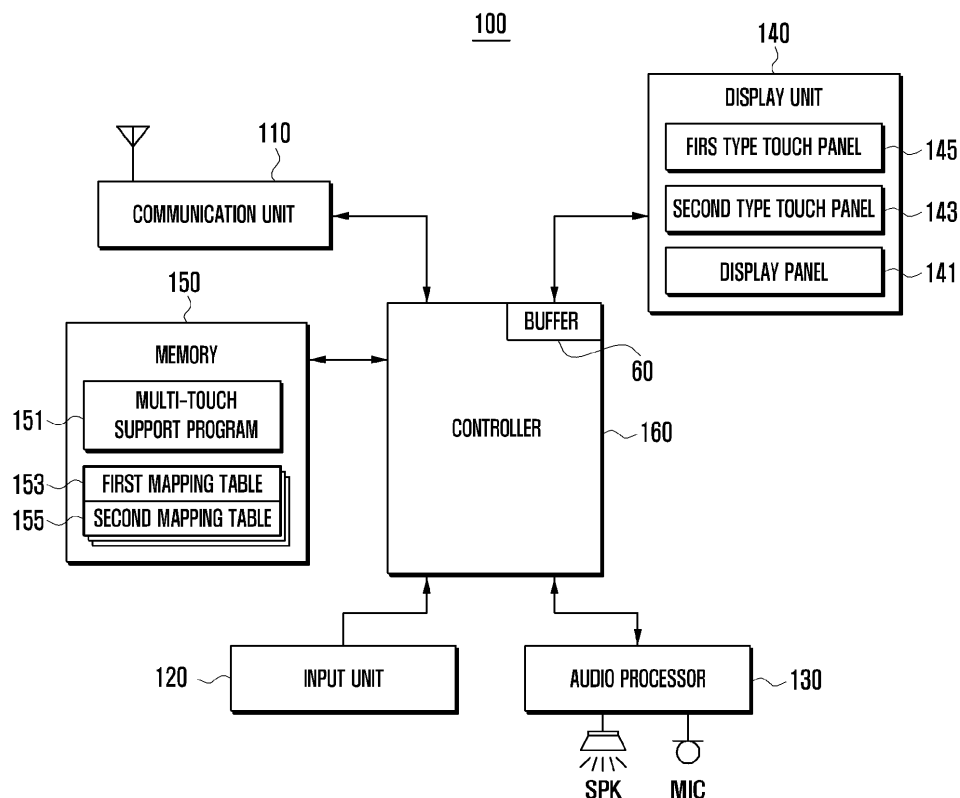 100
140
DISPLAY UNIT
FIRS TYPE TOUCH PANEL
145
SECOND TYPE TOUCH PANEL
143
DISPLAY PANEL
141
110
COMMUNICATION UNIT
150
MEMORY
151
MULTI-TOUCH
SUPPORT PROGRAM
153
FIRST MAPPING TABLE
155
SECOND MAPPING TABLE
BUFFER
60
CONTROLLER
160
120
INPUT UNIT
AUDIO PROCESSOR
130
SPK
MIC